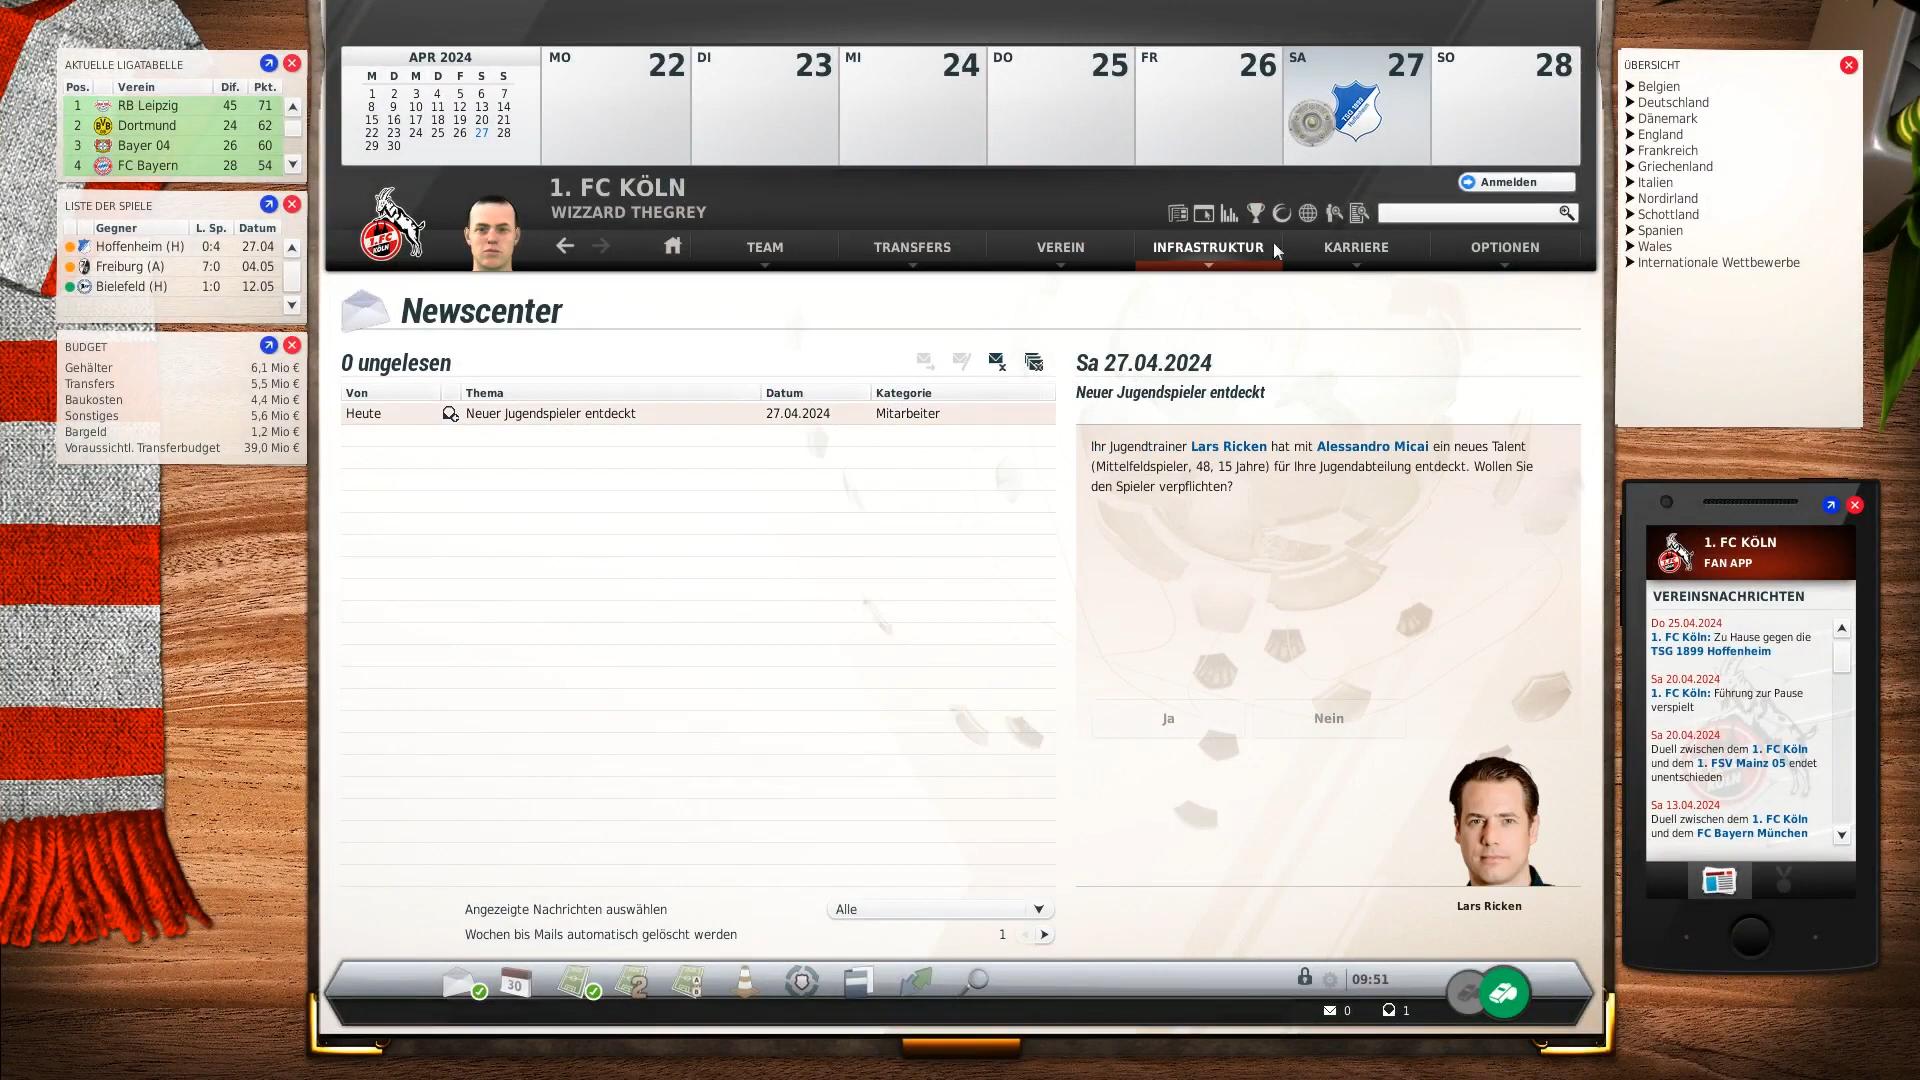 AKTUELLE LIGATABELLE
Pos. Verein Dif. Pkt.
1 RB Leipzig 45 71
2 Dortmund 24 62
3 Bayer 04 26 60
4 FC Bayern 28 54
LISTE DER SPIELE
Gegner L. Sp. Datum
Hoffenheim (H) 0:4 27.04
Freiburg (A) 7:0 04.05
Bielefeld (H) 1:0 12.05
BUDGET
Gehälter 6,1 Mio €
Transfers 5,5 Mio €
Baukosten 4,4 Mio €
Sonstiges 5,6 Mio €
Bargeld 1,2 Mio €
Voraussichtl. Transferbudget 39,0 Mio €
APR 2024
M D M D F S S
1 2 3 4 5 6 7
8 9 10 11 12 13 14
15 16 17 18 19 20 21
22 23 24 25 26 27 28
29 30
MO 22 DI 23 MI 24 DO 25 FR 26 SA 27 SO 28
TSG 1899
Hoffenheim
1. FC KÖLN
WIZZARD THEGREY
Anmelden
1.FC
KÖLN
TEAM TRANSFERS VEREIN INFRASTRUKTUR KARRIERE OPTIONEN
Newscenter
0 ungelesen
Von Thema Datum Kategorie
Heute Neuer Jugendspieler entdeckt 27.04.2024 Mitarbeiter
Sa 27.04.2024
Neuer Jugendspieler entdeckt
Ihr Jugendtrainer Lars Ricken hat mit Alessandro Micai ein neues Talent
(Mittelfeldspieler, 48, 15 Jahre) für Ihre Jugendabteilung entdeckt. Wollen Sie
den Spieler verpflichten?
Ja Nein
Lars Ricken
Angezeigte Nachrichten auswählen Alle
Wochen bis Mails automatisch gelöscht werden 1
30
2
09:51
0 1
ÜBERSICHT
Belgien
Deutschland
Dänemark
England
Frankreich
Griechenland
Italien
Nordirland
Schottland
Spanien
Wales
Internationale Wettbewerbe
1. FC KÖLN
FAN APP
VEREINSNACHRICHTEN
Do 25.04.2024
1. FC Köln: Zu Hause gegen die
TSG 1899 Hoffenheim
Sa 20.04.2024
1. FC Köln: Führung zur Pause
verspielt
Sa 20.04.2024
Duell zwischen dem 1. FC Köln
und dem 1. FSV Mainz 05 endet
unentschieden
Sa 13.04.2024
Duell zwischen dem 1. FC Köln
und dem FC Bayern München